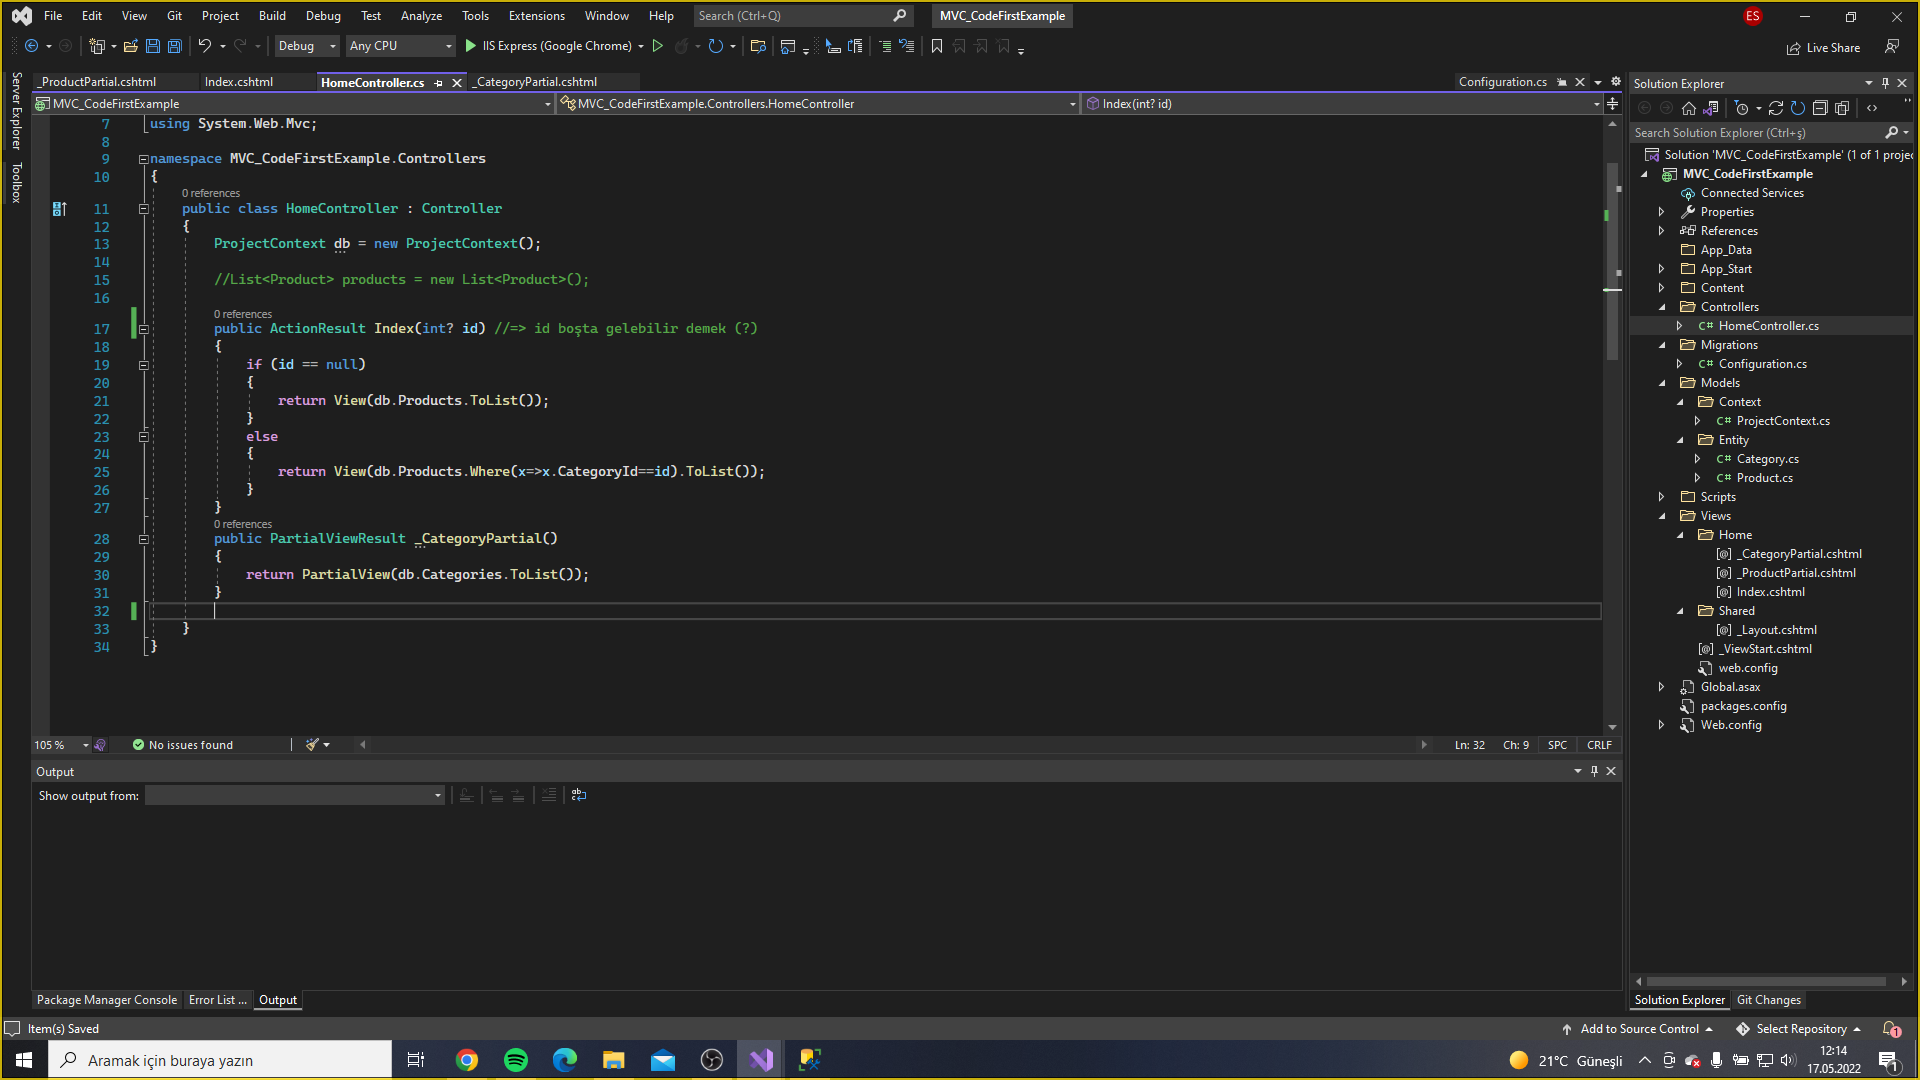 File Edit View Git Project Build Debug Test Analyze Tools Extensions Window Help Search (Ctrl+Q) MVC_CodeFirstExample ES
Debug Any CPU IIS Express (Google Chrome) Live Share
Server Explorer
Toolbox
_ProductPartial.cshtml Index.cshtml HomeController.cs _CategoryPartial.cshtml Configuration.cs
MVC_CodeFirstExample MVC_CodeFirstExample.Controllers.HomeController Index(int? id)
7 using System.Web.Mvc;
8
9 namespace MVC_CodeFirstExample.Controllers
10 {
0 references
11 public class HomeController : Controller
12 {
13 ProjectContext db = new ProjectContext();
14
15 //List<Product> products = new List<Product>();
16
0 references
17 public ActionResult Index(int? id) //=> id boşta gelebilir demek (?)
18 {
19 if (id == null)
20 {
21 return View(db.Products.ToList());
22 }
23 else
24 {
25 return View(db.Products.Where(x=>x.CategoryId==id).ToList());
26 }
27 }
0 references
28 public PartialViewResult _CategoryPartial()
29 {
30 return PartialView(db.Categories.ToList());
31 }
32
33 }
34 }
105 % No issues found Ln: 32 Ch: 9 SPC CRLF
Output
Show output from:
Package Manager Console Error List ... Output
Solution Explorer
Search Solution Explorer (Ctrl+ş)
Solution 'MVC_CodeFirstExample' (1 of 1 projec
MVC_CodeFirstExample
Connected Services
Properties
References
App_Data
App_Start
Content
Controllers
C# HomeController.cs
Migrations
C# Configuration.cs
Models
Context
C# ProjectContext.cs
Entity
C# Category.cs
C# Product.cs
Scripts
Views
Home
[@] _CategoryPartial.cshtml
[@] _ProductPartial.cshtml
[@] Index.cshtml
Shared
[@] _Layout.cshtml
[@] _ViewStart.cshtml
web.config
Global.asax
packages.config
Web.config
Solution Explorer Git Changes
Item(s) Saved Add to Source Control Select Repository 1
Aramak için buraya yazın 21°C Güneşli 12:14
17.05.2022 1